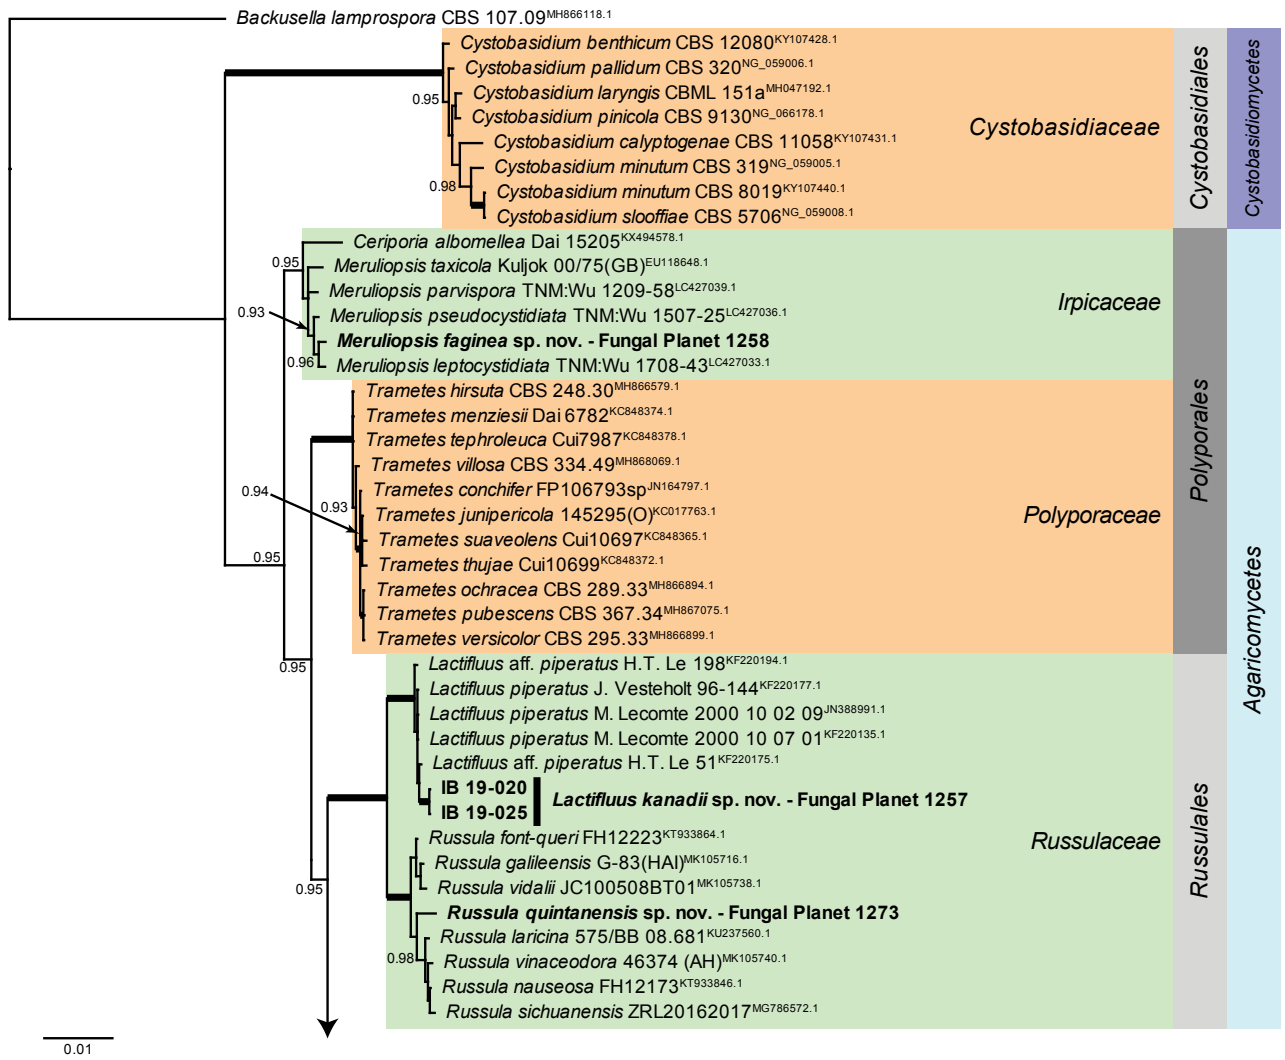 Backusella lamprospora CBS 107.09MH866118.1
Cystobasidium benthicum CBS 12080KY107428.1
Cystobasidium pallidum CBS 320NG_059006.1
0.95
Cystobasidium laryngis CBML 151aMH047192.1
Cystobasidium pinicola CBS 9130NG_066178.1
Cystobasidiaceae
Cystobasidiales
Cystobasidiomycetes
Cystobasidium calyptogenae CBS 11058KY107431.1
Cystobasidium minutum CBS 319NG_059005.1
0.98
Cystobasidium minutum CBS 8019KY107440.1
Cystobasidium slooffiae CBS 5706NG_059008.1
Ceriporia albomellea Dai 15205KX494578.1
0.95
Meruliopsis taxicola Kuljok 00/75(GB)EU118648.1
Meruliopsis parvispora TNM:Wu 1209-58LC427039.1
Irpicaceae
0.93
Meruliopsis pseudocystidiata TNM:Wu 1507-25LC427036.1
Meruliopsis faginea sp. nov. - Fungal Planet 1258
0.96
Meruliopsis leptocystidiata TNM:Wu 1708-43LC427033.1
Trametes hirsuta CBS 248.30MH866579.1
Trametes menziesii Dai 6782KC848374.1
Polyporales
Trametes tephroleuca Cui7987KC848378.1
Trametes villosa CBS 334.49MH868069.1
0.94
Trametes conchifer FP106793spJN164797.1
0.93
Trametes junipericola 145295(O)KC017763.1
Polyporaceae
Trametes suaveolens Cui10697KC848365.1
0.95
Trametes thujae Cui10699KC848372.1
Trametes ochracea CBS 289.33MH866894.1
Trametes pubescens CBS 367.34MH867075.1
Agaricomycetes
Trametes versicolor CBS 295.33MH866899.1
0.95
Lactifluus aff. piperatus H.T. Le 198KF220194.1
Lactifluus piperatus J. Vesteholt 96-144KF220177.1
Lactifluus piperatus M. Lecomte 2000 10 02 09JN388991.1
Lactifluus piperatus M. Lecomte 2000 10 07 01KF220135.1
Lactifluus aff. piperatus H.T. Le 51KF220175.1
IB 19-020
IB 19-025
Lactifluus kanadii sp. nov. - Fungal Planet 1257
Russulaceae
Russulales
Russula font-queri FH12223KT933864.1
Russula galileensis G-83(HAI)MK105716.1
0.95
Russula vidalii JC100508BT01MK105738.1
Russula quintanensis sp. nov. - Fungal Planet 1273
Russula laricina 575/BB 08.681KU237560.1
0.98
Russula vinaceodora 46374 (AH)MK105740.1
Russula nauseosa FH12173KT933846.1
Russula sichuanensis ZRL20162017MG786572.1
0.01